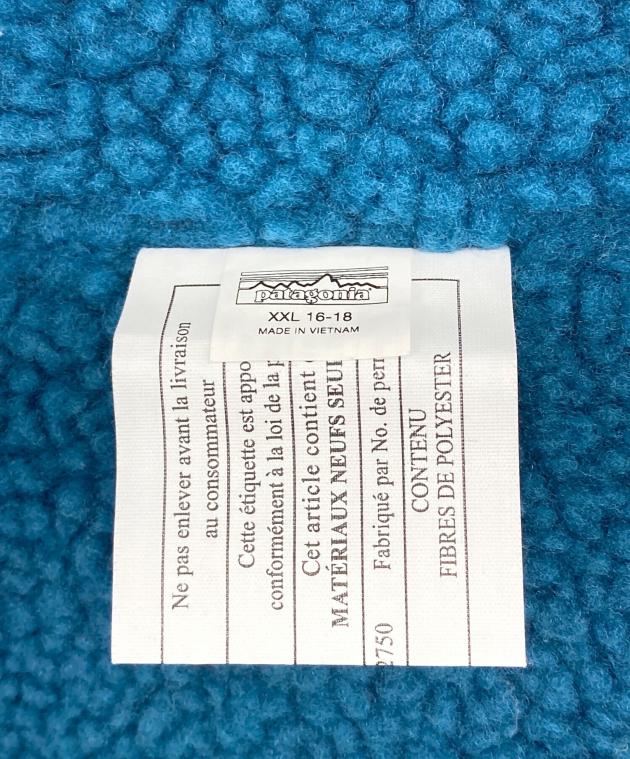 patagonia
XXL 16-18
MADE IN VIETNAM
Ne pas enlever avant la livraison
au consommateur
Cette étiquette est appo
conformément à la loi de la
Cet article contient
MATÉRIAUX NEUFS SEUL
Fabriqué par No. de per
2750
CONTENU
FIBRES DE POLYESTER